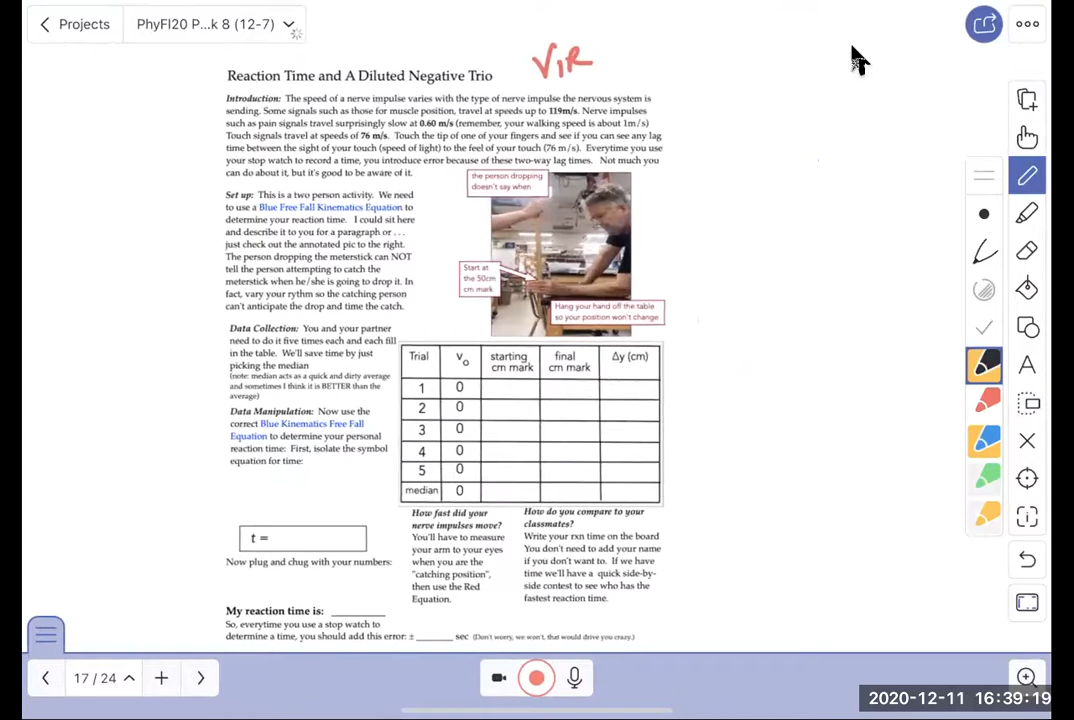 Projects
PhyFI20 P...k 8 (12-7)
VIR
Reaction Time and A Diluted Negative Trio
Introduction: The speed of a nerve impulse varies with the type of nerve impulse the nervous system is
sending. Some signals such as those for muscle position, travel at speeds up to 119m/s. Nerve impulses
such as pain signals travel surprisingly slow at 0.60 m/s (remember, your walking speed is about 1m/s)
Touch signals travel at speeds of 76 m/s. Touch the tip of one of your fingers and see if you can see any lag
time between the sight of your touch (speed of light) to the feel of your touch (76 m/s). Everytime you use
your stop watch to record a time, you introduce error because of these two-way lag times. Not much you
can do about it, but it's good to be aware of it.
the person dropping
doesn't say when
Set up: This is a two person activity. We need
to use a Blue Free Fall Kinematics Equation to
determine your reaction time. I could sit here
and describe it to you for a paragraph or . . .
just check out the annotated pic to the right.
The person dropping the meterstick can NOT
tell the person attempting to catch the
meterstick when he/she is going to drop it. In
fact, vary your rythm so the catching person
can't anticipate the drop and time the catch.
Start at
the 50cm
cm mark
Hang your hand off the table
so your position won't change
Data Collection: You and your partner
need to do it five times each and each fill
in the table. We'll save time by just
picking the median
(note: median acts as a quick and dirty average
and sometimes I think it is BETTER than the
average)
Data Manipulation: Now use the
correct Blue Kinematics Free Fall
Equation to determine your personal
reaction time: First, isolate the symbol
equation for time:
Trial vo starting cm mark final cm mark Δy (cm)
1 0
2 0
3 0
4 0
5 0
median 0
t =
Now plug and chug with your numbers:
How fast did your
nerve impulses move?
You'll have to measure
your arm to your eyes
when you are the
"catching position",
then use the Red
Equation.
How do you compare to your
classmates?
Write your rxn time on the board
You don't need to add your name
if you don't want to. If we have
time we'll have a quick side-by-
side contest to see who has the
fastest reaction time.
My reaction time is: ________
So, everytime you use a stop watch to
determine a time, you should add this error: ± ______ sec (Don't worry, we won't, that would drive you crazy.)
A
17 / 24
2020-12-11 16:39:19